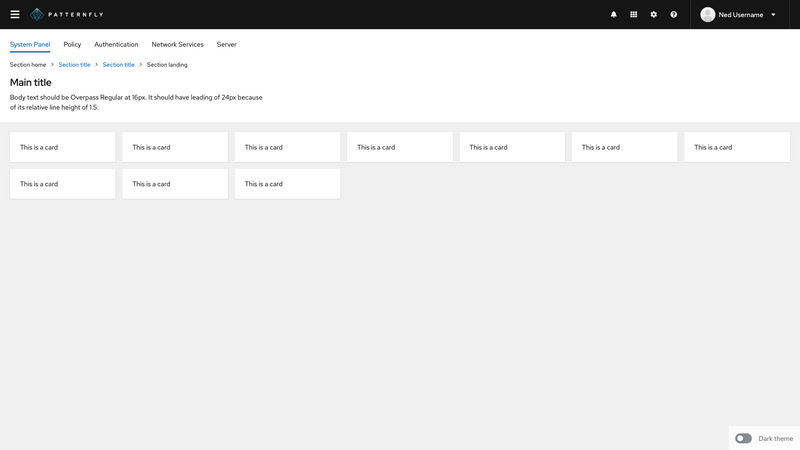 PATTERNFLY
Ned Username
System Panel Policy Authentication Network Services Server
Section home Section title Section title Section landing
Main title
Body text should be Overpass Regular at 16px. It should have leading of 24px because
of its relative line height of 1.5.
This is a card This is a card This is a card This is a card This is a card This is a card This is a card
This is a card This is a card This is a card
Dark theme